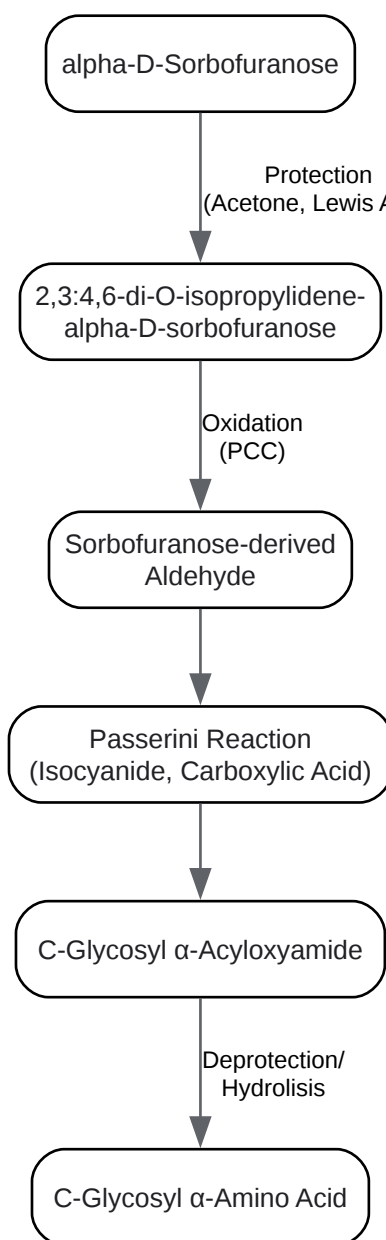 alpha-D-Sorbofuranose
Protection
(Acetone, Lewis
2,3:4,6-di-O-isopropylidene-
alpha-D-sorbofuranose
Oxidation
(PCC)
Sorbofuranose-derived
Aldehyde
Passerini Reaction
(Isocyanide, Carboxylic Acid)
C-Glycosyl α-Acyloxyamide
Deprotection/
Hydrolisis
C-Glycosyl α-Amino Acid